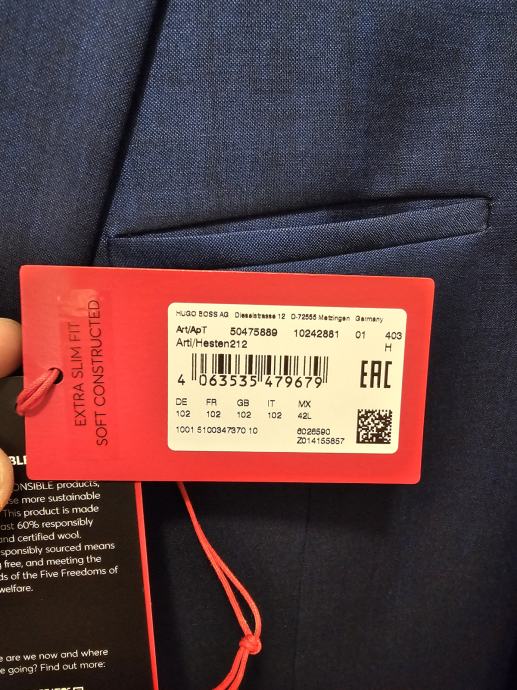 EXTRA SLIM FIT
SOFT CONSTRUCTED
HUGO BOSS AG Dieselstrasse 12 D-72555 Metzingen Germany
Art/АрТ 50475889 10242881 01 403
Arti/Hesten212 H
4 063535 479679
EAC
DE FR GB IT MX
102 102 102 102 42L
1001 5100347370 10 6026590
Z014155857
ONSIBLE products,
se more sustainable
This product is made
ast 60% responsibly
and certified wool.
sponsibly sourced means
g free, and meeting the
ds of the Five Freedoms of
welfare.
e are we now and where
e going? Find out more: